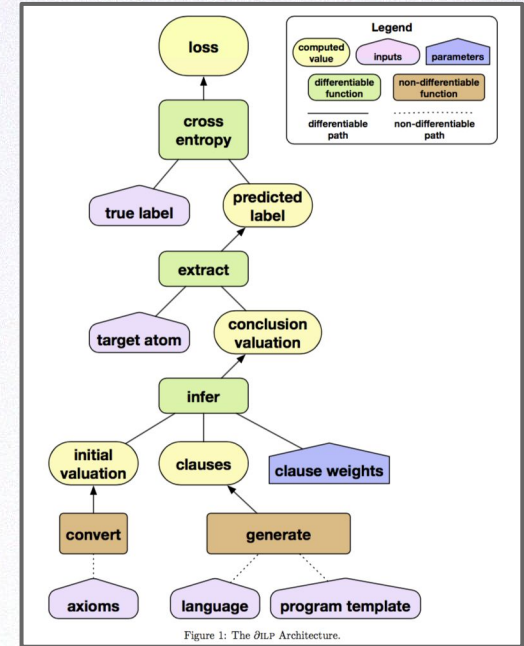 Legend
computed
value
inputs
parameters
differentiable
function
non-differentiable
function
differentiable
path
non-differentiable
path
loss
cross
entropy
true label
predicted
label
extract
target atom
conclusion
valuation
infer
initial
valuation
clauses
clause weights
convert
generate
axioms
language
program template
Figure 1: The ∂ILP Architecture.